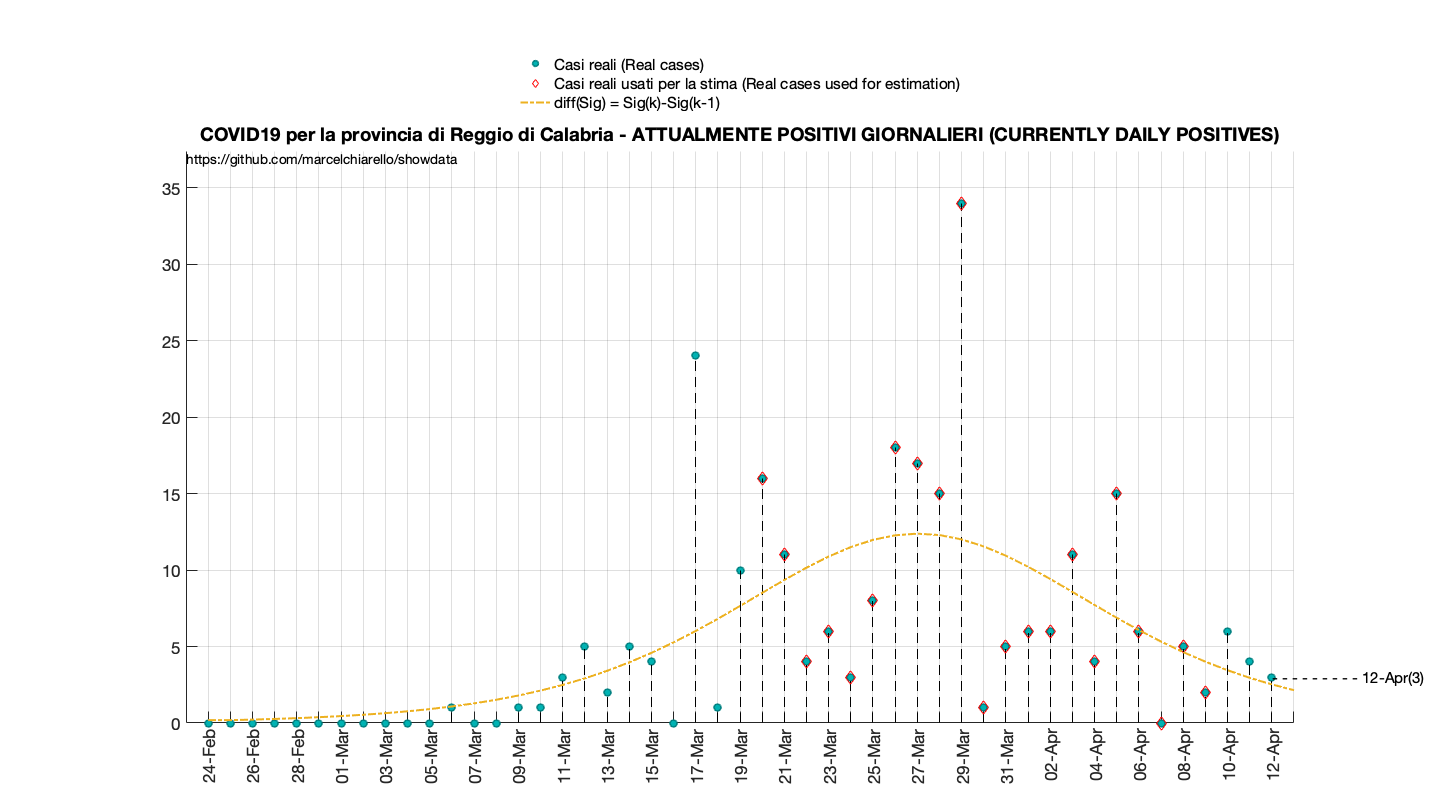 Casi reali (Real cases)
Casi reali usati per la stima (Real cases used for estimation)
diff(Sig) = Sig(k)-Sig(k-1)
COVID19 per la provincia di Reggio di Calabria - ATTUALMENTE POSITIVI GIORNALIERI (CURRENTLY DAILY POSITIVES)
https://github.com/marcelchiarello/showdata
35
30
25
20
15
10
5
0
12-Apr(3)
24-Feb
26-Feb
28-Feb
01-Mar
03-Mar
05-Mar
07-Mar
09-Mar
11-Mar
13-Mar
15-Mar
17-Mar
19-Mar
21-Mar
23-Mar
25-Mar
27-Mar
29-Mar
31-Mar
02-Apr
04-Apr
06-Apr
08-Apr
10-Apr
12-Apr